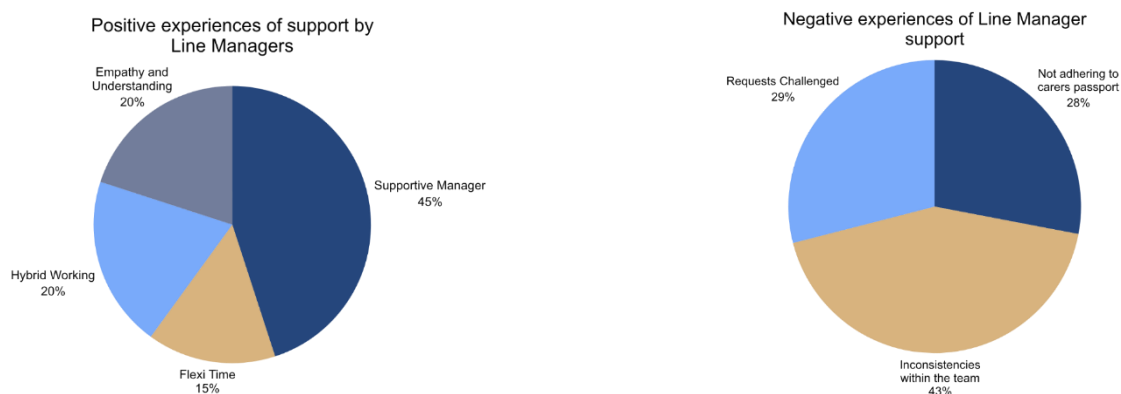 Positive experiences of support by
Line Managers
Empathy and
Understanding
20%
Supportive Manager
45%
Hybrid Working
20%
Flexi Time
15%
Negative experiences of Line Manager
support
Requests Challenged
29%
Not adhering to
carers passport
28%
Inconsistencies
within the team
43%